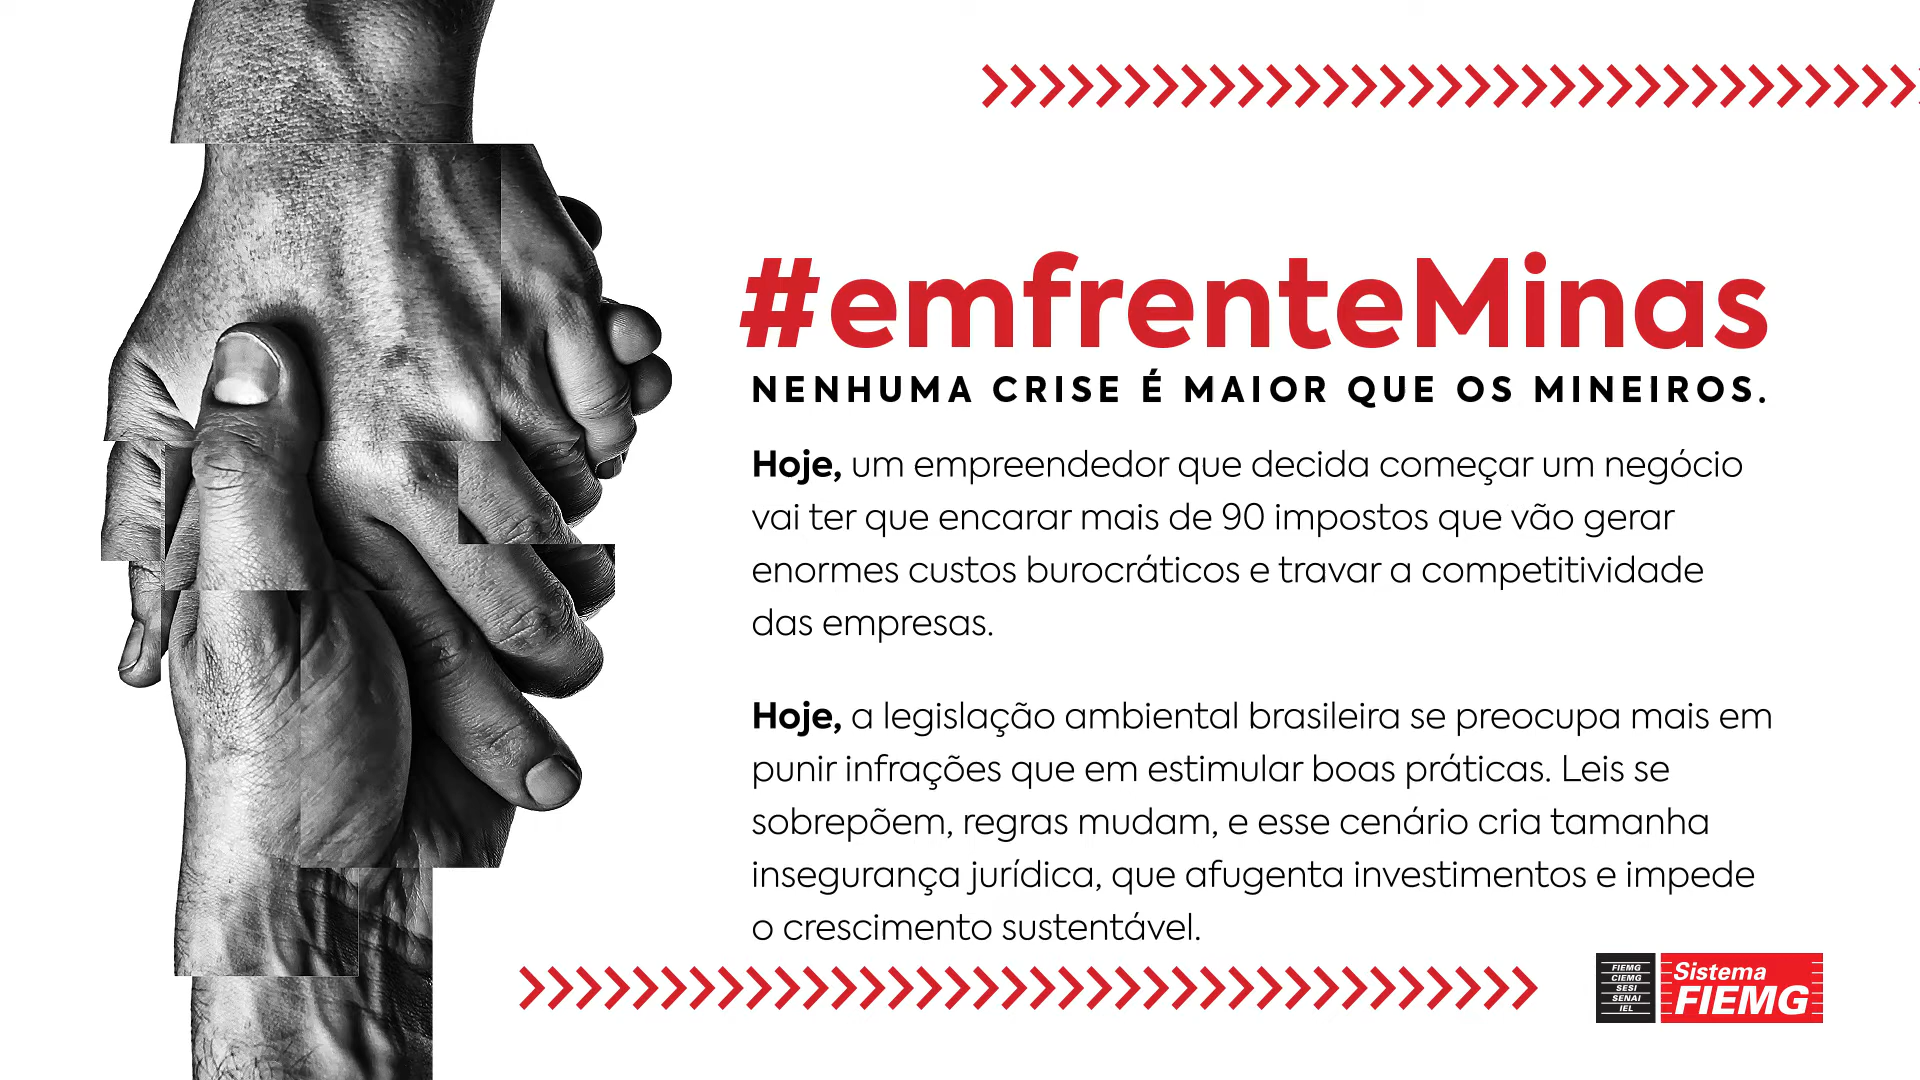 #emfrenteMinas
NENHUMA CRISE É MAIOR QUE OS MINEIROS.
Hoje, um empreendedor que decida começar um negócio
vai ter que encarar mais de 90 impostos que vão gerar
enormes custos burocráticos e travar a competitividade
das empresas.
Hoje, a legislação ambiental brasileira se preocupa mais em
punir infrações que em estimular boas práticas. Leis se
sobrepõem, regras mudam, e esse cenário cria tamanha
insegurança jurídica, que afugenta investimentos e impede
o crescimento sustentável.
FIEMG
CIEMG
SESI
SENAI
IEL
Sistema
FIEMG